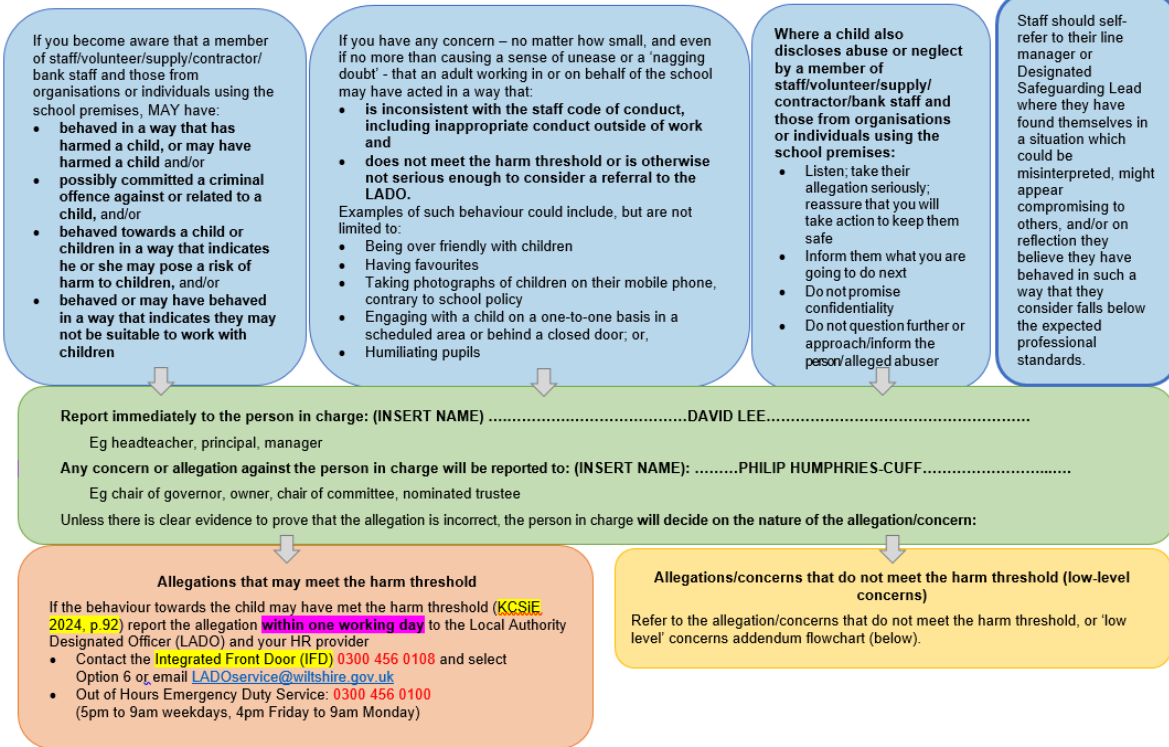 If you become aware that a member
of staff/volunteer/supply/contractor/
bank staff and those from
organisations or individuals using the
school premises, MAY have:
• behaved in a way that has
harmed a child, or may have
harmed a child and/or
• possibly committed a criminal
offence against or related to a
child, and/or
• behaved towards a child or
children in a way that indicates
he or she may pose a risk of
harm to children, and/or
• behaved or may have behaved
in a way that indicates they may
not be suitable to work with
children
If you have any concern – no matter how small, and even
if no more than causing a sense of unease or a 'nagging
doubt' - that an adult working in or on behalf of the school
may have acted in a way that:
• is inconsistent with the staff code of conduct,
including inappropriate conduct outside of work
and
• does not meet the harm threshold or is otherwise
not serious enough to consider a referral to the
LADO.
Examples of such behaviour could include, but are not
limited to:
• Being over friendly with children
• Having favourites
• Taking photographs of children on their mobile phone,
contrary to school policy
• Engaging with a child on a one-to-one basis in a
scheduled area or behind a closed door; or,
• Humiliating pupils
Where a child also
discloses abuse or neglect
by a member of
staff/volunteer/supply/
contractor/bank staff and
those from organisations
or individuals using the
school premises:
• Listen; take their
allegation seriously;
reassure that you will
take action to keep them
safe
• Inform them what you are
going to do next
• Do not promise
confidentiality
• Do not question further or
approach/inform the
person/alleged abuser
Staff should self-
refer to their line
manager or
Designated
Safeguarding Lead
where they have
found themselves in
a situation which
could be
misinterpreted, might
appear
compromising to
others, and/or on
reflection they
believe they have
behaved in such a
way that they
consider falls below
the expected
professional
standards.
Report immediately to the person in charge: (INSERT NAME) ……………………………………DAVID LEE……………………………………………………
Eg headteacher, principal, manager
Any concern or allegation against the person in charge will be reported to: (INSERT NAME): ………PHILIP HUMPHRIES-CUFF……………………....….
Eg chair of governor, owner, chair of committee, nominated trustee
Unless there is clear evidence to prove that the allegation is incorrect, the person in charge will decide on the nature of the allegation/concern:
Allegations that may meet the harm threshold
If the behaviour towards the child may have met the harm threshold (KCSiE
2024, p.92) report the allegation within one working day to the Local Authority
Designated Officer (LADO) and your HR provider
• Contact the Integrated Front Door (IFD) 0300 456 0108 and select
Option 6 or email LADOservice@wiltshire.gov.uk
• Out of Hours Emergency Duty Service: 0300 456 0100
(5pm to 9am weekdays, 4pm Friday to 9am Monday)
Allegations/concerns that do not meet the harm threshold (low-level
concerns)
Refer to the allegation/concerns that do not meet the harm threshold, or 'low
level' concerns addendum flowchart (below).